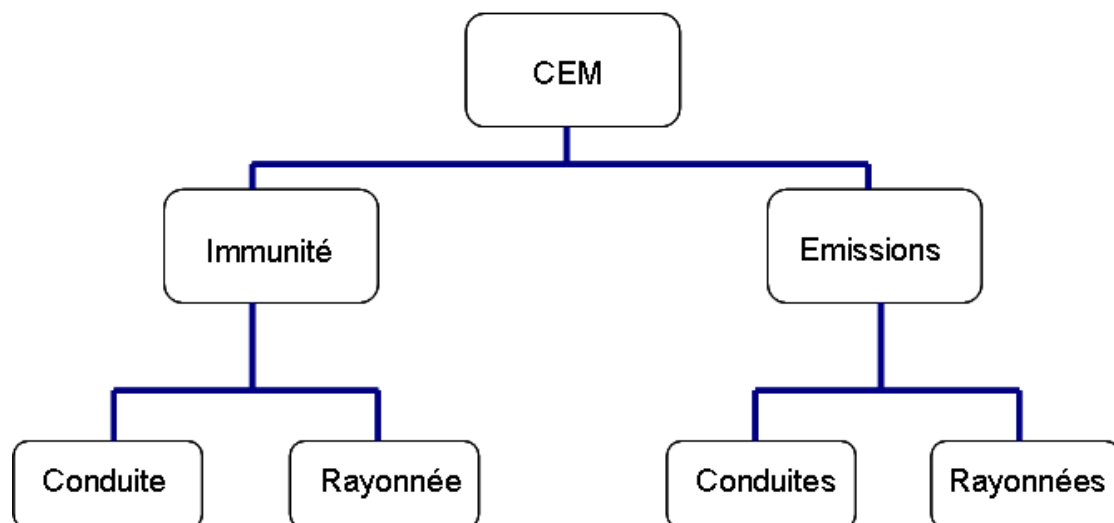 CEM
Immunité
Emissions
Conduite
Rayonnée
Conduites
Rayonnées